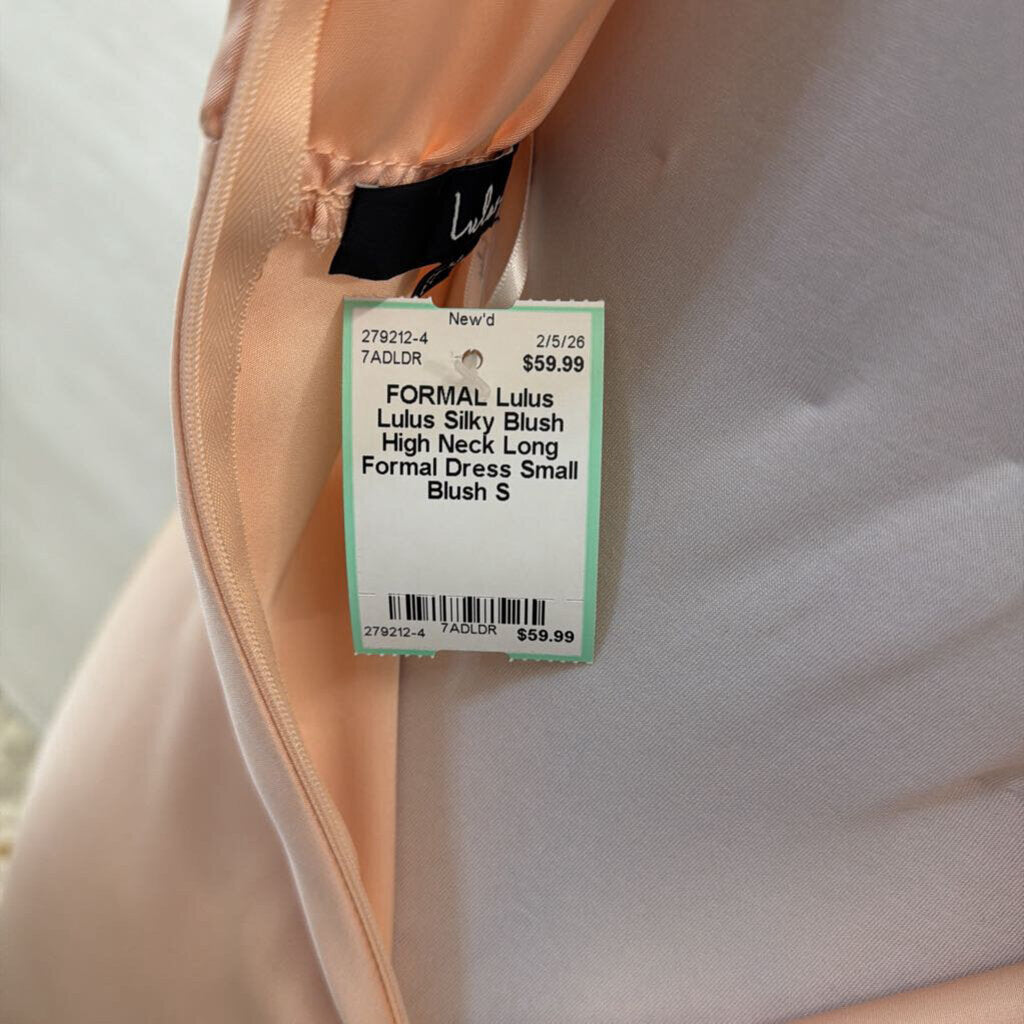 Lulus
New'd
279212-4 2/5/26
7ADLDR $59.99
FORMAL Lulus
Lulus Silky Blush
High Neck Long
Formal Dress Small
Blush S
279212-4 7ADLDR $59.99